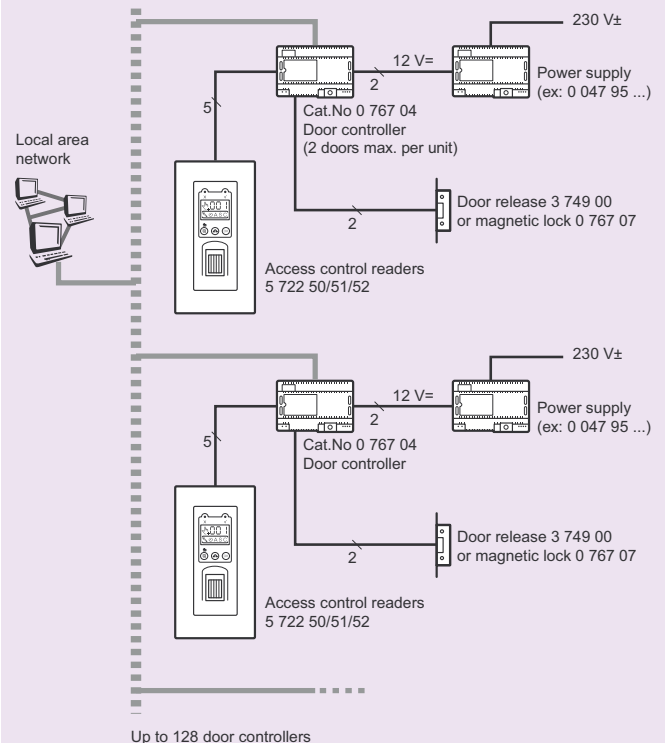 230 V±
12 V=
2
Power supply
(ex: 0 047 95 ...)
5
Cat.No 0 767 04
Door controller
(2 doors max. per unit)
Local area
network
2
Door release 3 749 00
or magnetic lock 0 767 07
Access control readers
5 722 50/51/52
230 V±
12 V=
2
Power supply
(ex: 0 047 95 ...)
5
Cat.No 0 767 04
Door controller
2
Door release 3 749 00
or magnetic lock 0 767 07
Access control readers
5 722 50/51/52
Up to 128 door controllers